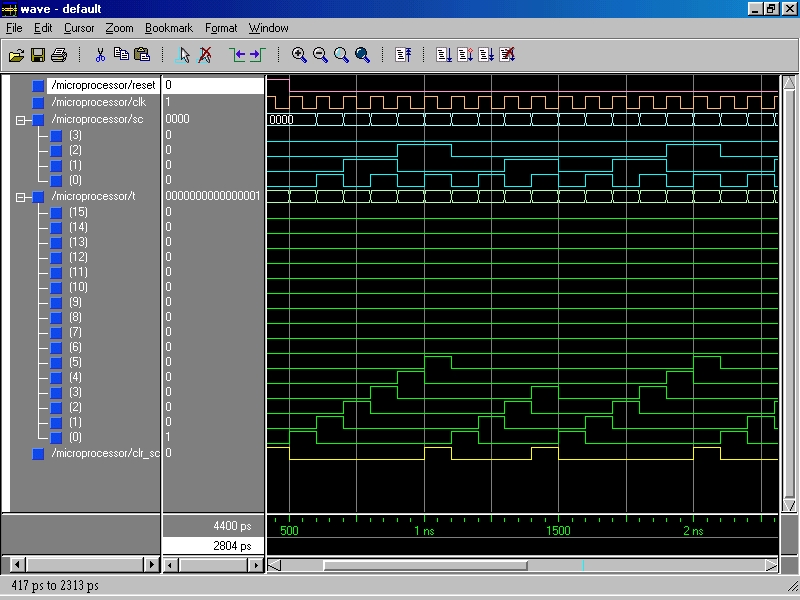 wave - default
File Edit Cursor Zoom Bookmark Format Window
/microprocessor/reset 0
/microprocessor/clk 1
/microprocessor/sc 0000 0000
(3) 0
(2) 0
(1) 0
(0) 0
/microprocessor/t 0000000000000001
(15) 0
(14) 0
(13) 0
(12) 0
(11) 0
(10) 0
(9) 0
(8) 0
(7) 0
(6) 0
(5) 0
(4) 0
(3) 0
(2) 0
(1) 0
(0) 1
/microprocessor/clr_sc 0
4400 ps 500 1 ns 1500 2 ns
2804 ps
417 ps to 2313 ps